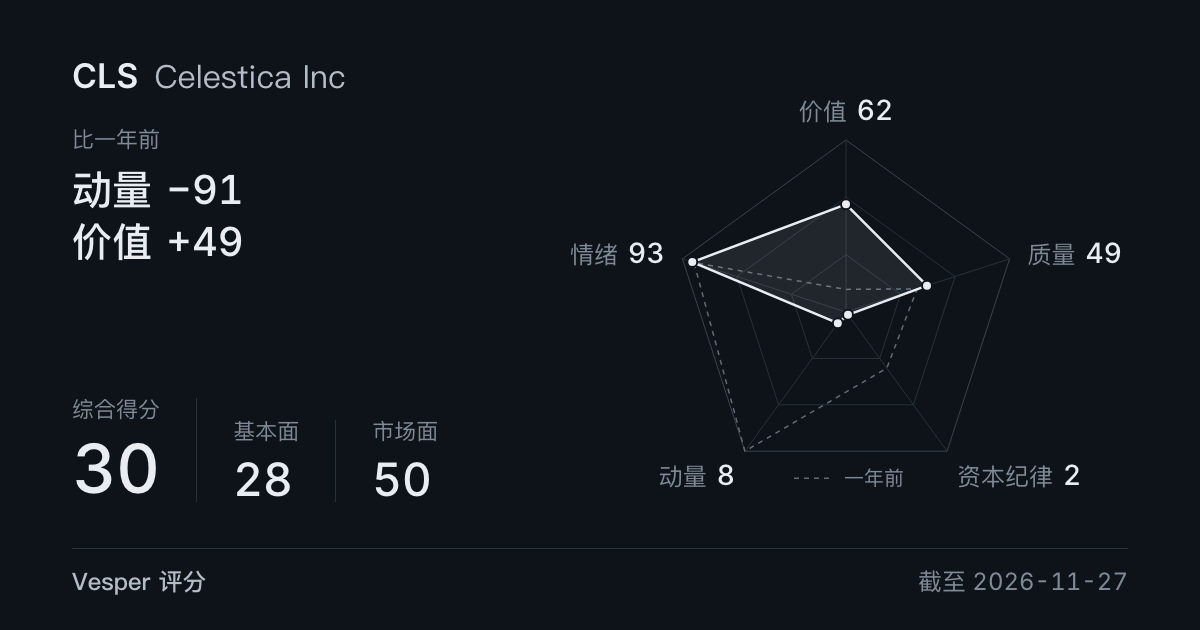 CLS Celestica Inc
比一年前
动量 −91
价值 +49
价值 62
情绪 93
质量 49
动量 8
一年前
资本纪律 2
综合得分
30
基本面
28
市场面
50
Vesper 评分
截至 2026-11-27